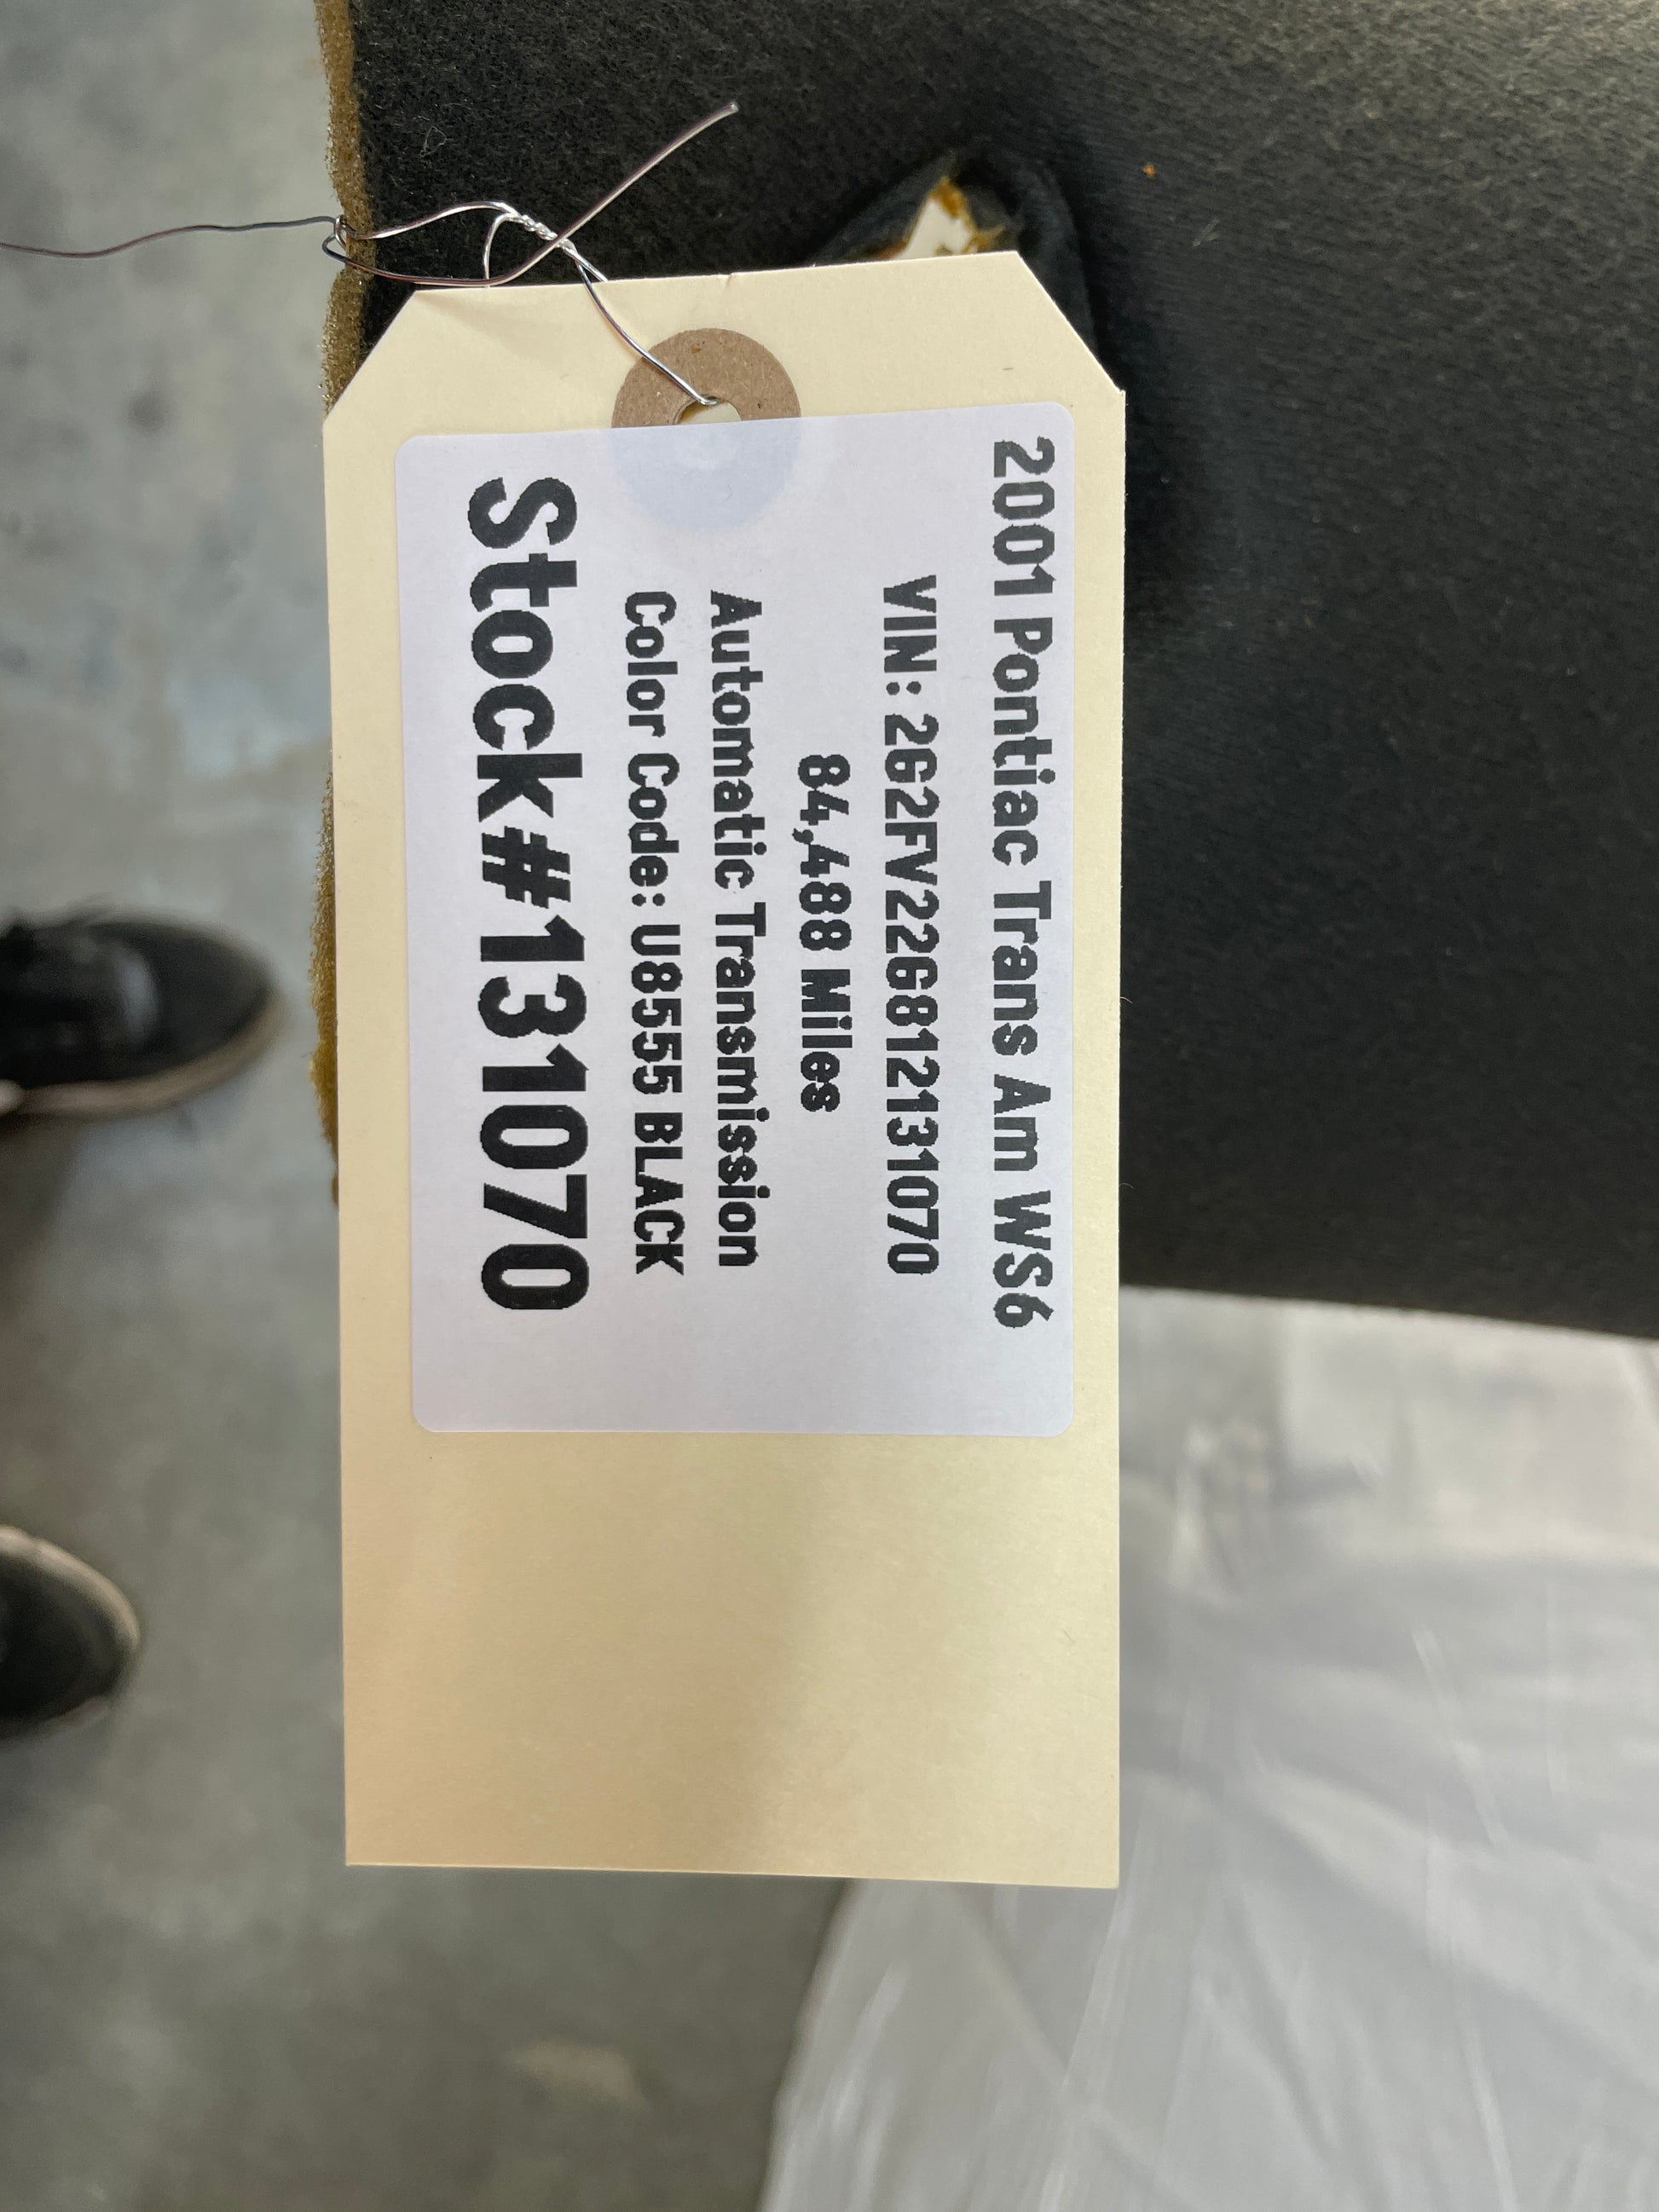 2001 Pontiac Trans Am WS6
VIN: 2G2FV22G812131070
84,488 Miles
Automatic Transmission
Color Code: U8555 BLACK
Stock#131070